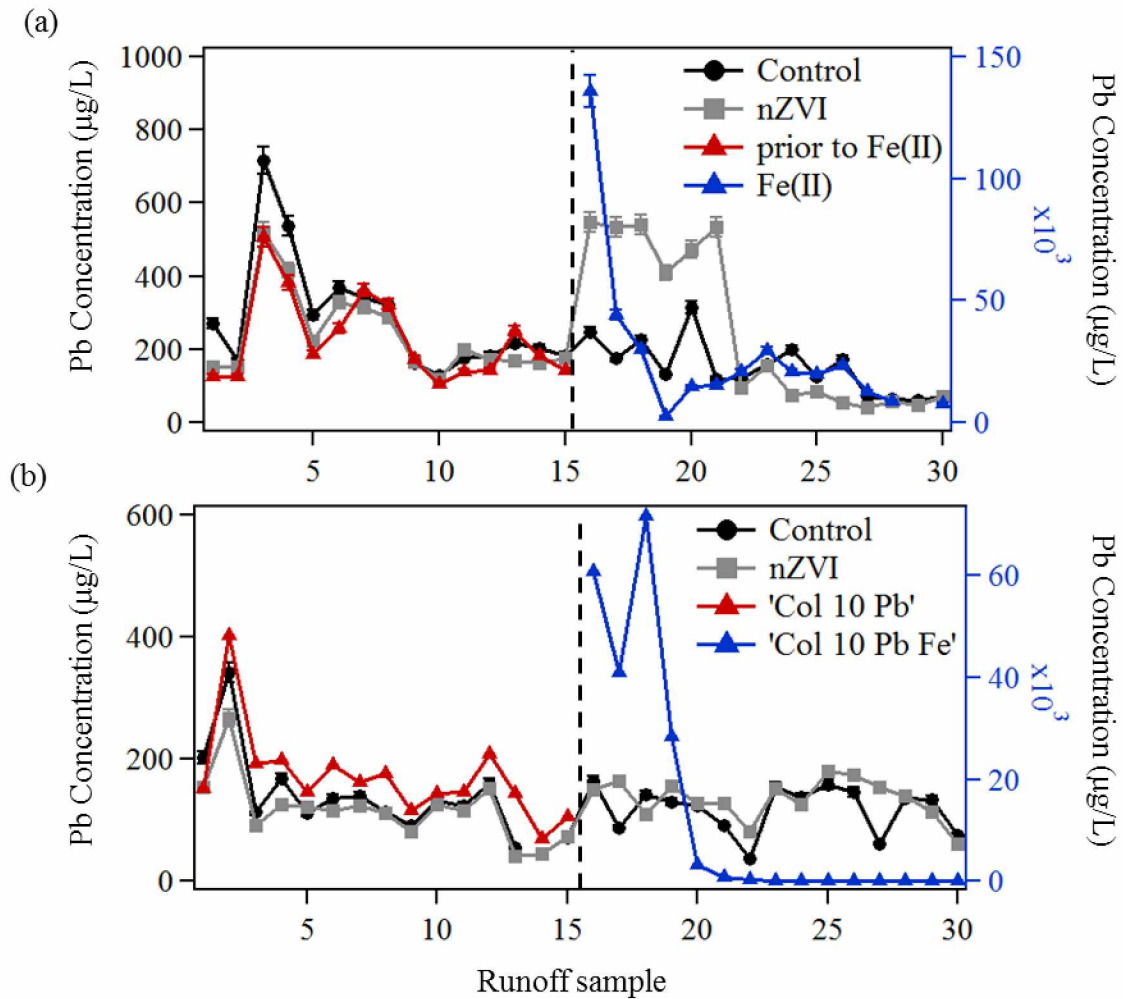 (a)
Pb Concentration (µg/L)
1000
800
600
400
200
0
Control
nZVI
prior to Fe(II)
Fe(II)
150
100
50
0
x10³
Pb Concentration (µg/L)
5
10
15
20
25
30
(b)
Pb Concentration (µg/L)
600
400
200
0
Control
nZVI
'Col 10 Pb'
'Col 10 Pb Fe'
60
40
20
0
x10³
Pb Concentration (µg/L)
5
10
15
20
25
30
Runoff sample